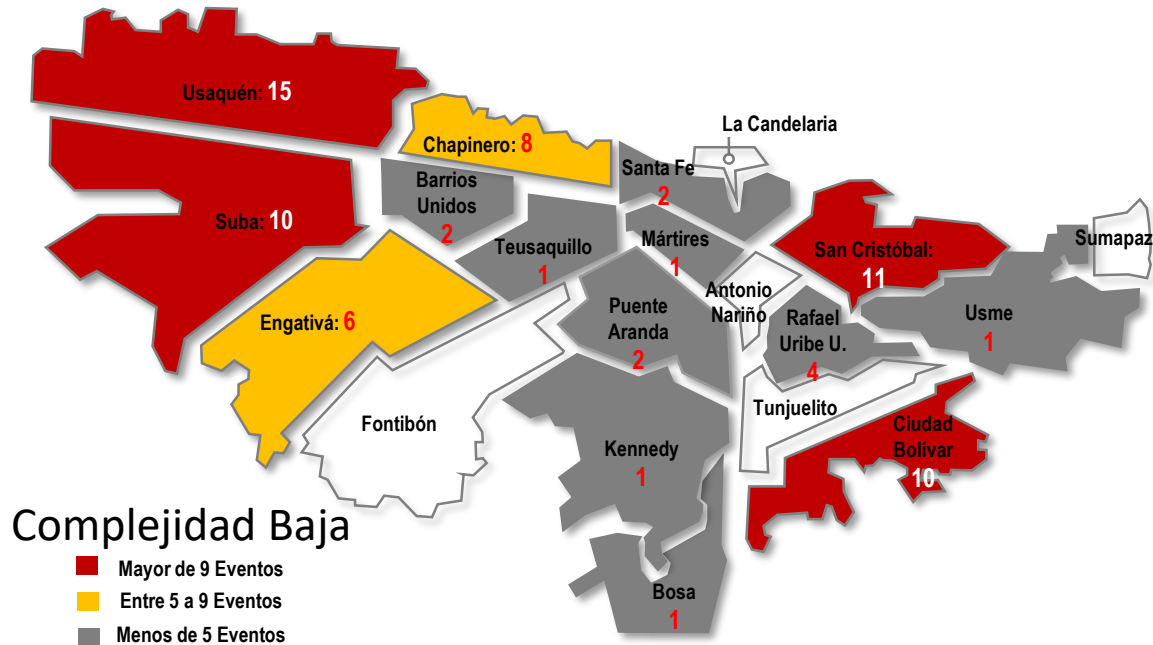 La Candelaria
Usaquén: 15
Chapinero: 8
Santa Fe
2
Barrios
Unidos
2
Suba: 10
Teusaquillo
1
Mártires
1
San Cristóbal:
11
Sumapaz
Antonio
Nariño
Puente
Aranda
2
Rafael
Uribe U.
4
Usme
1
Engativá: 6
Fontibón
Tunjuelito
Ciudad
Bolívar
10
Kennedy
1
Bosa
1
Complejidad Baja
Mayor de 9 Eventos
Entre 5 a 9 Eventos
Menos de 5 Eventos